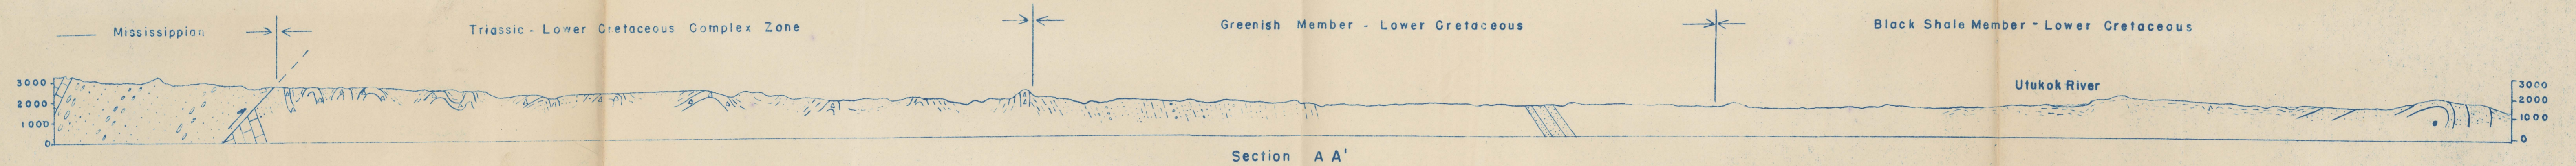 Mississippian
Triassic - Lower Cretaceous Complex Zone
Greenish Member - Lower Cretaceous
Black Shale Member - Lower Cretaceous
Utukok River
3000
2000
1000
0
3000
2000
1000
0
Section A A'